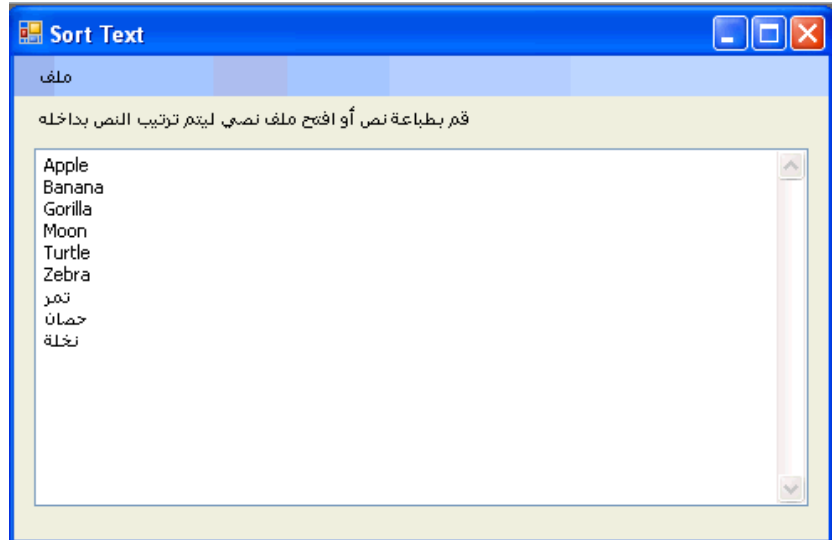 Sort Text
ملف
قم بطباعة نص أو افتح ملف نصي ليتم ترتيب النص بداخله
Apple
Banana
Gorilla
Moon
Turtle
Zebra
تمر
حصان
نخلة